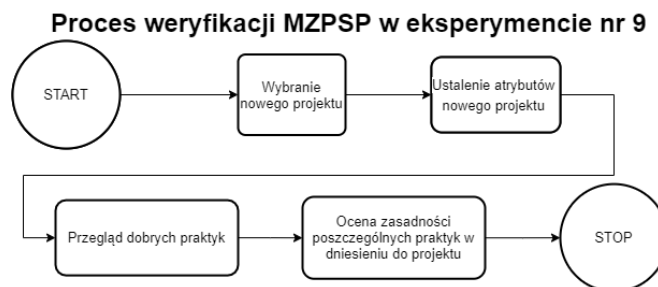 Proces weryfikacji MZPSP w eksperymencie nr 9
START
Wybranie
nowego projektu
Ustalenie atrybutów
nowego projektu
Przegląd dobrych praktyk
Ocena zasadności
poszczególnych praktyk w
dniesieniu do projektu
STOP